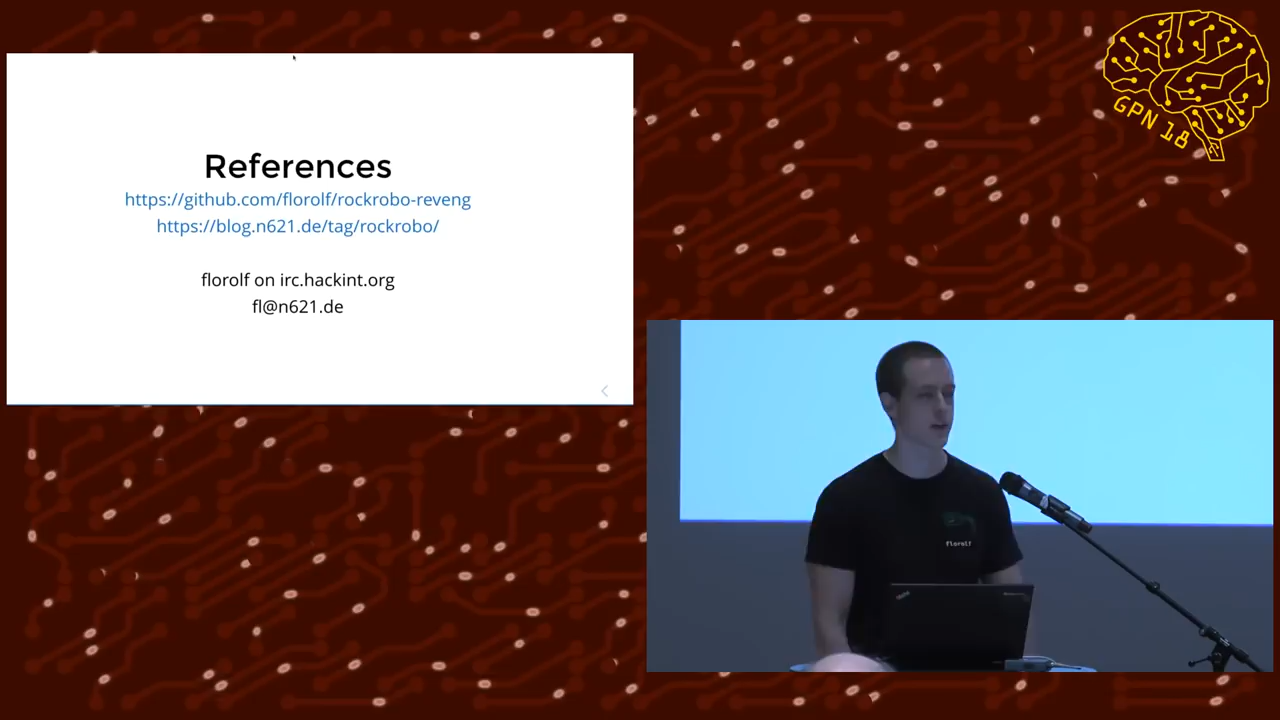 References
https://github.com/florolf/rockrobo-reveng
https://blog.n621.de/tag/rockrobo/
florolf on irc.hackint.org
fl@n621.de
GPN 18
florolf